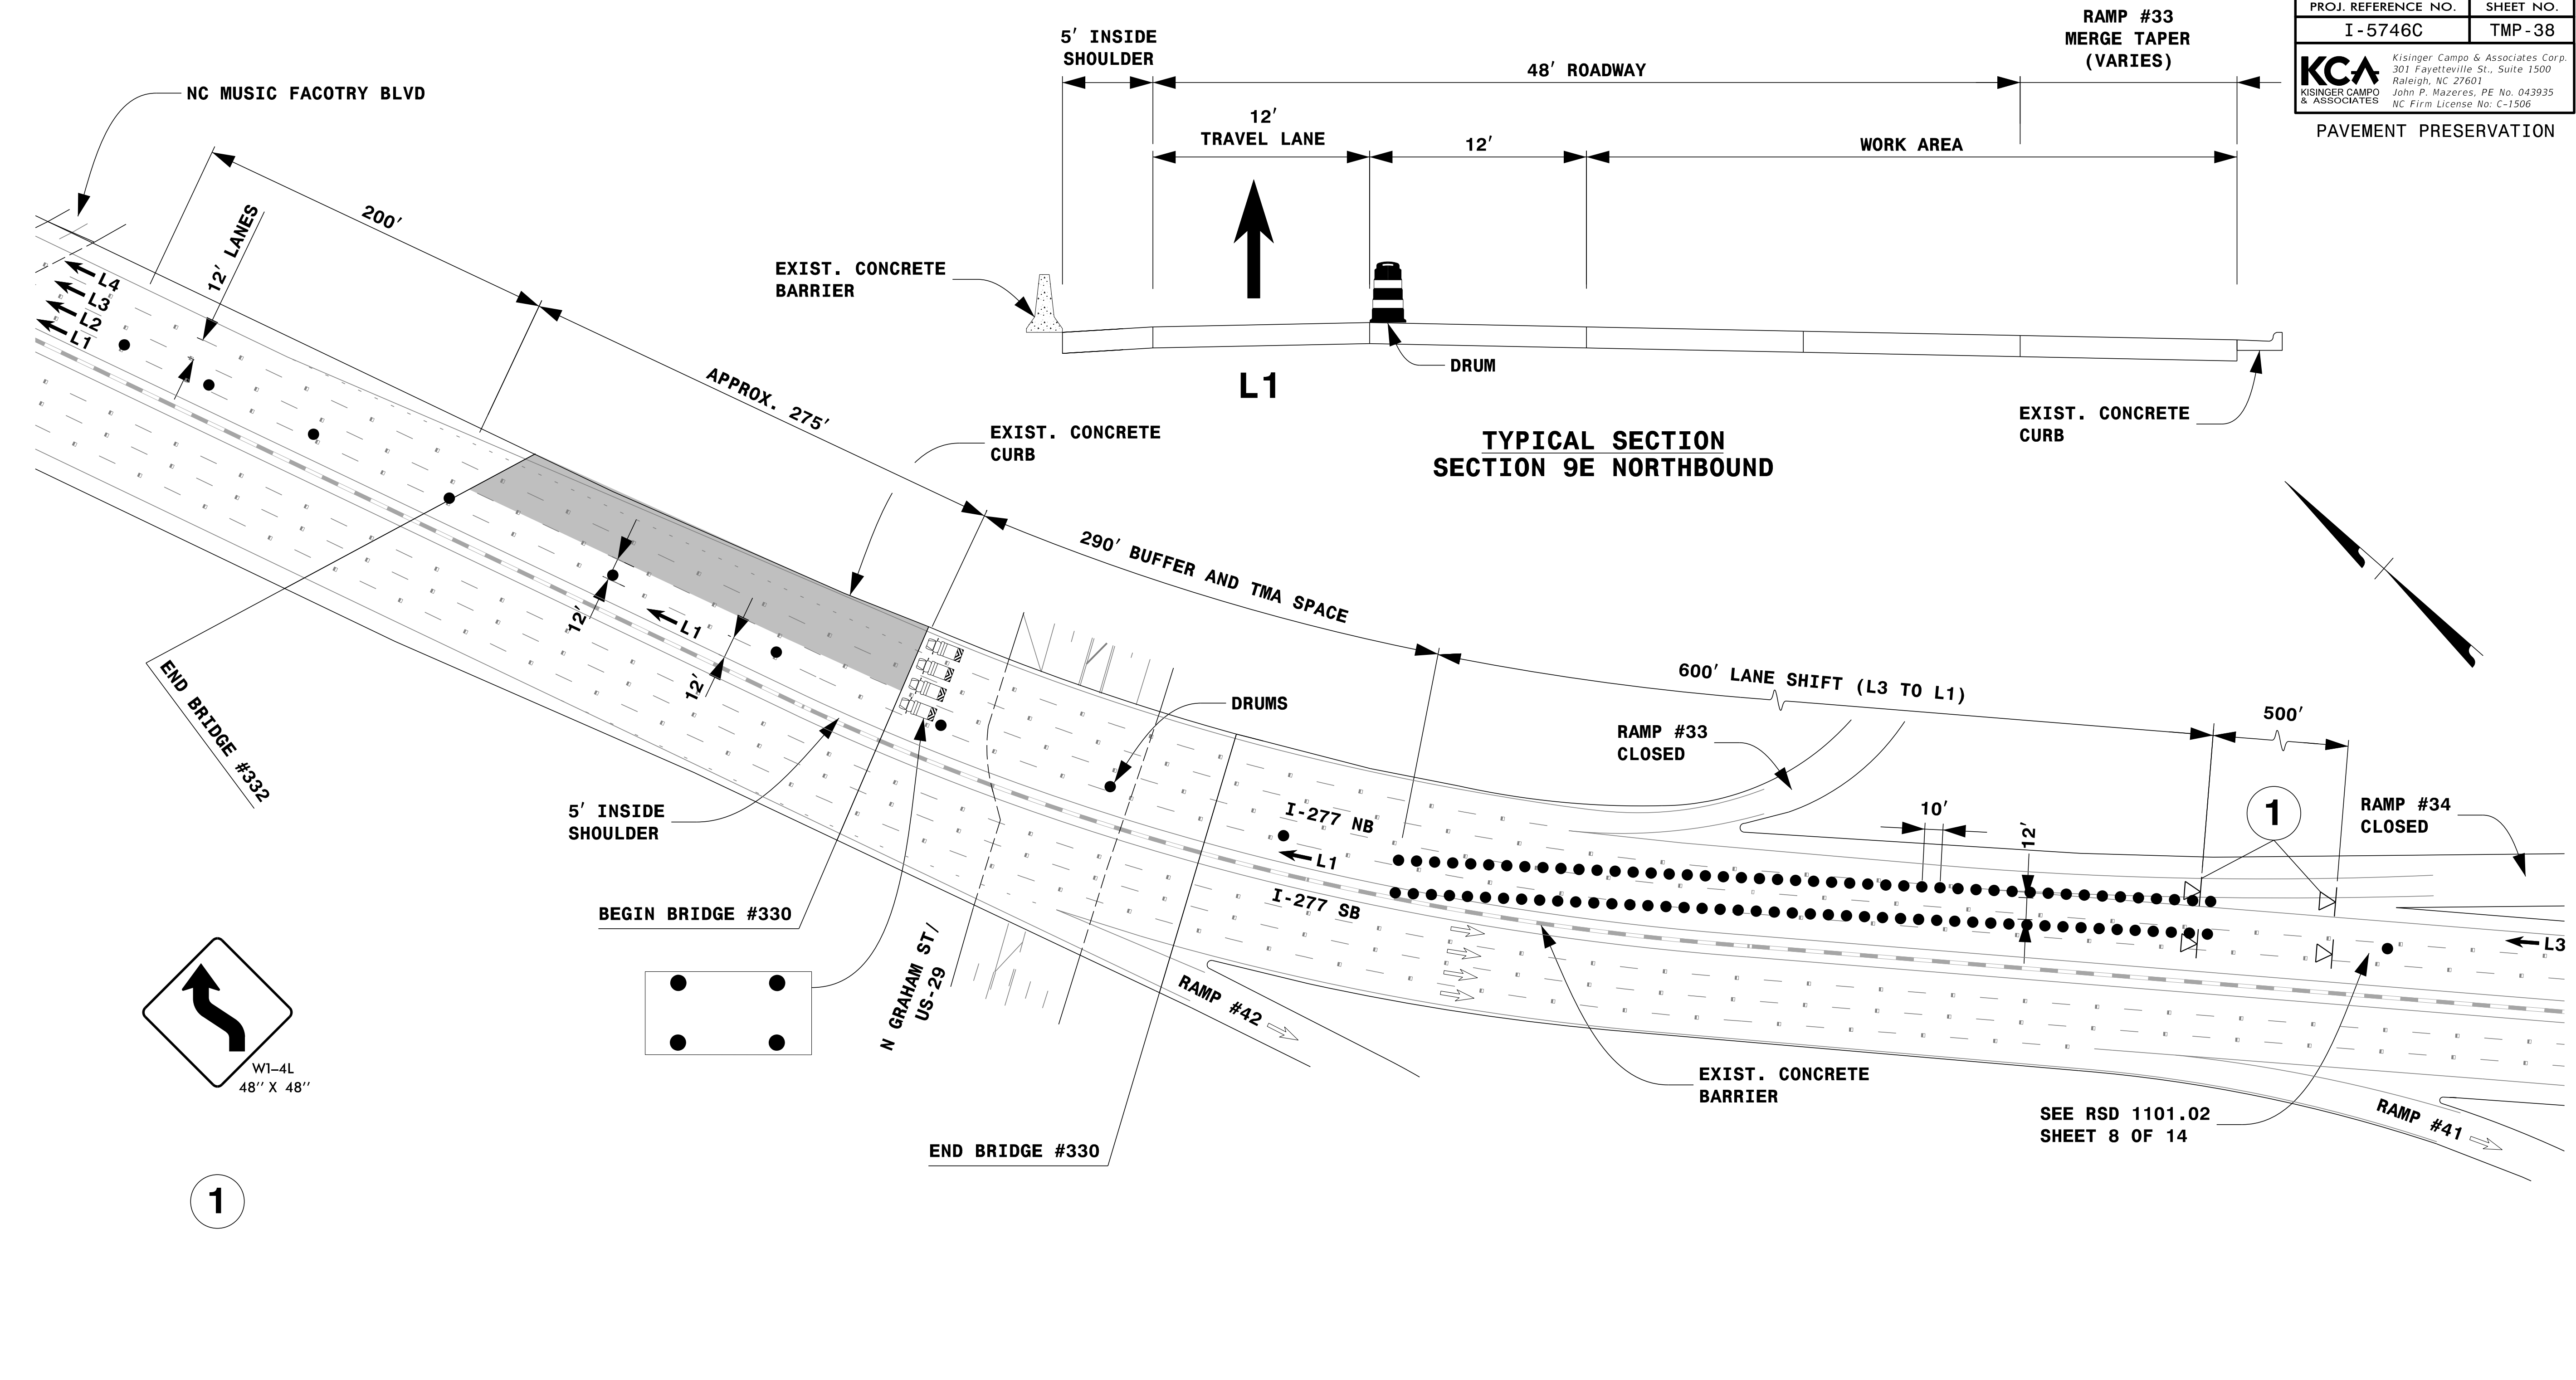 PROJ. REFERENCE NO.
SHEET NO.
I-5746C
TMP-38
KCA
KISINGER CAMPO
& ASSOCIATES
Kisinger Campo & Associates Corp.
301 Fayetteville St., Suite 1500
Raleigh, NC 27601
John P. Mazeres, PE No. 043935
NC Firm License No: C-1506
PAVEMENT PRESERVATION
5' INSIDE
SHOULDER
48' ROADWAY
RAMP #33
MERGE TAPER
(VARIES)
12'
TRAVEL LANE
12'
WORK AREA
EXIST. CONCRETE
BARRIER
DRUM
L1
EXIST. CONCRETE
CURB
TYPICAL SECTION
SECTION 9E NORTHBOUND
NC MUSIC FACOTRY BLVD
200'
12' LANES
L4
L3
L2
L1
APPROX. 275'
EXIST. CONCRETE
CURB
290' BUFFER AND TMA SPACE
600' LANE SHIFT (L3 TO L1)
500'
12'
L1
12'
END BRIDGE #332
DRUMS
RAMP #33
CLOSED
10'
12'
1
RAMP #34
CLOSED
5' INSIDE
SHOULDER
I-277 NB
L1
I-277 SB
L3
BEGIN BRIDGE #330
N GRAHAM ST/
US-29
RAMP #42
EXIST. CONCRETE
BARRIER
SEE RSD 1101.02
SHEET 8 OF 14
RAMP #41
END BRIDGE #330
W1-4L
48'' X 48''
1